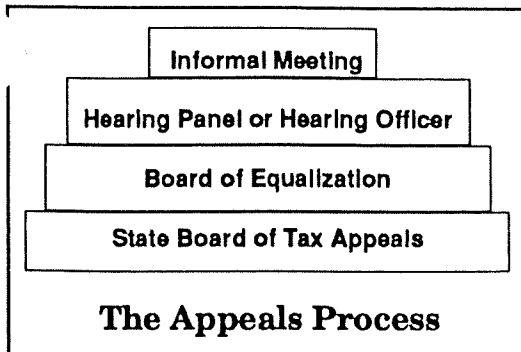 Informal Meeting
Hearing Panel or Hearing Officer
Board of Equalization
State Board of Tax Appeals
The Appeals Process